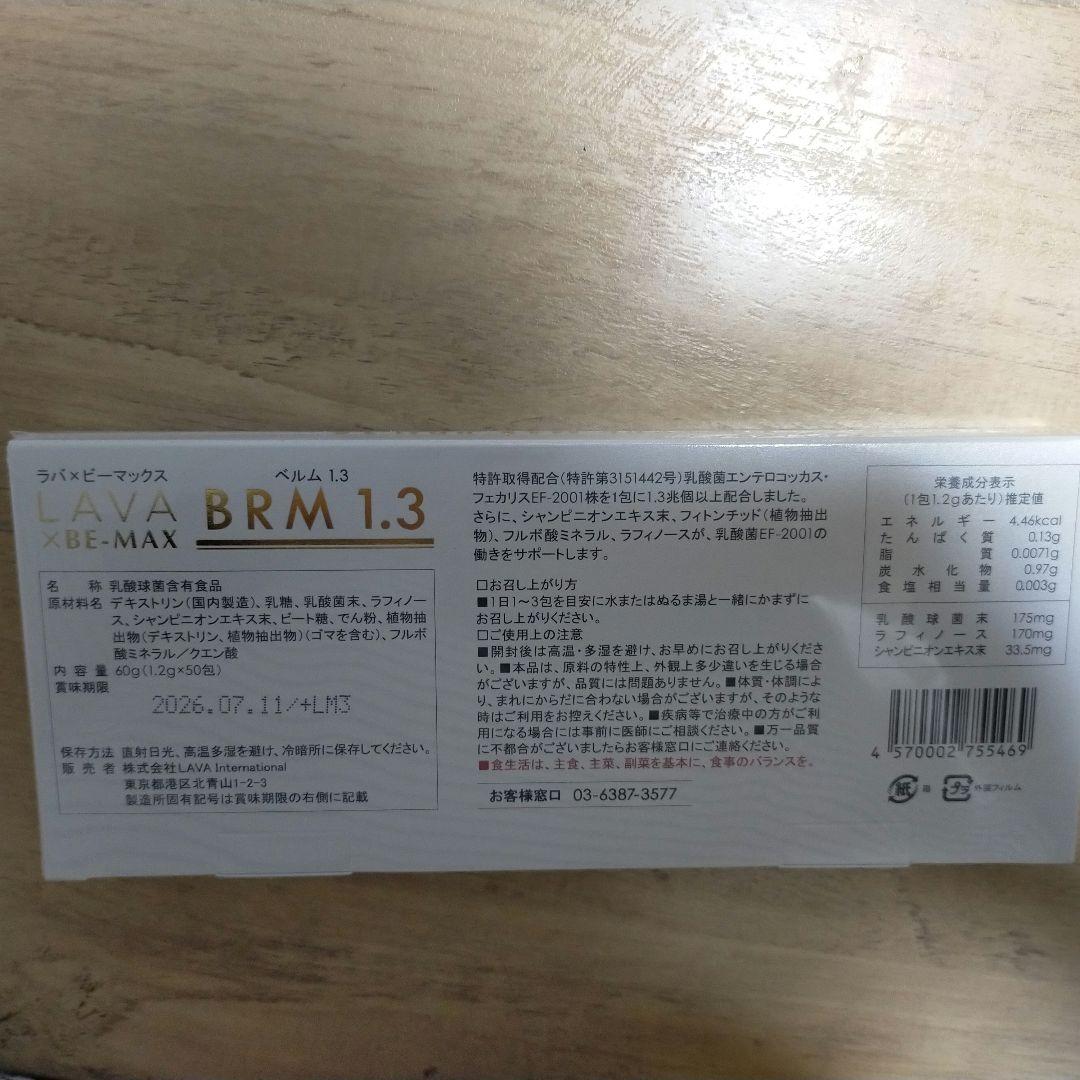 ラバ×ビーマックス
LAVA
×BE-MAX
ベルム 1.3
BRM 1.3
名 称 乳酸球菌含有食品
原材料名 デキストリン(国内製造)、乳糖、乳酸菌末、ラフィノー
ス、シャンピニオンエキス末、ビート糖、でん粉、植物抽
出物(デキストリン、植物抽出物)(ゴマを含む)、フルボ
酸ミネラル/クエン酸
内 容 量 60g(1.2g×50包)
賞味期限
2026.07.11/+LM3
保存方法 直射日光、高温多湿を避け、冷暗所に保存してください。
販 売 者 株式会社LAVA International
東京都港区北青山1-2-3
製造所固有記号は賞味期限の右側に記載
特許取得配合(特許第3151442号)乳酸菌エンテロコッカス・
フェカリスEF-2001株を1包に1.3兆個以上配合しました。
さらに、シャンピニオンエキス末、フィトンチッド(植物抽出
物)、フルボ酸ミネラル、ラフィノースが、乳酸菌EF-2001の
働きをサポートします。
□お召し上がり方
■1日1~3包を目安に水またはぬるま湯と一緒にかまずに
お召し上がりください。
□ご使用上の注意
■開封後は高温・多湿を避け、お早めにお召し上がりくださ
い。■本品は、原料の特性上、外観上多少違いを生じる場合
がございますが、品質には問題ありません。■体質・体調によ
り、まれにからだに合わない場合がございますが、そのような
時はご利用をお控えください。■疾病等で治療中の方がご利
用になる場合には事前に医師にご相談ください。■万一品質
に不都合がございましたらお客様窓口にご連絡ください。
■食生活は、主食、主菜、副菜を基本に、食事のバランスを。
お客様窓口 03-6387-3577
栄養成分表示
(1包1.2gあたり)推定値
エネルギー 4.46kcal
たんぱく質 0.13g
脂質 0.0071g
炭水化物 0.97g
食塩相当量 0.003g
乳酸球菌末 175mg
ラフィノース 170mg
シャンピニオンエキス末 33.5mg
4 570002 755469
紙 箱 プラ 外装フィルム